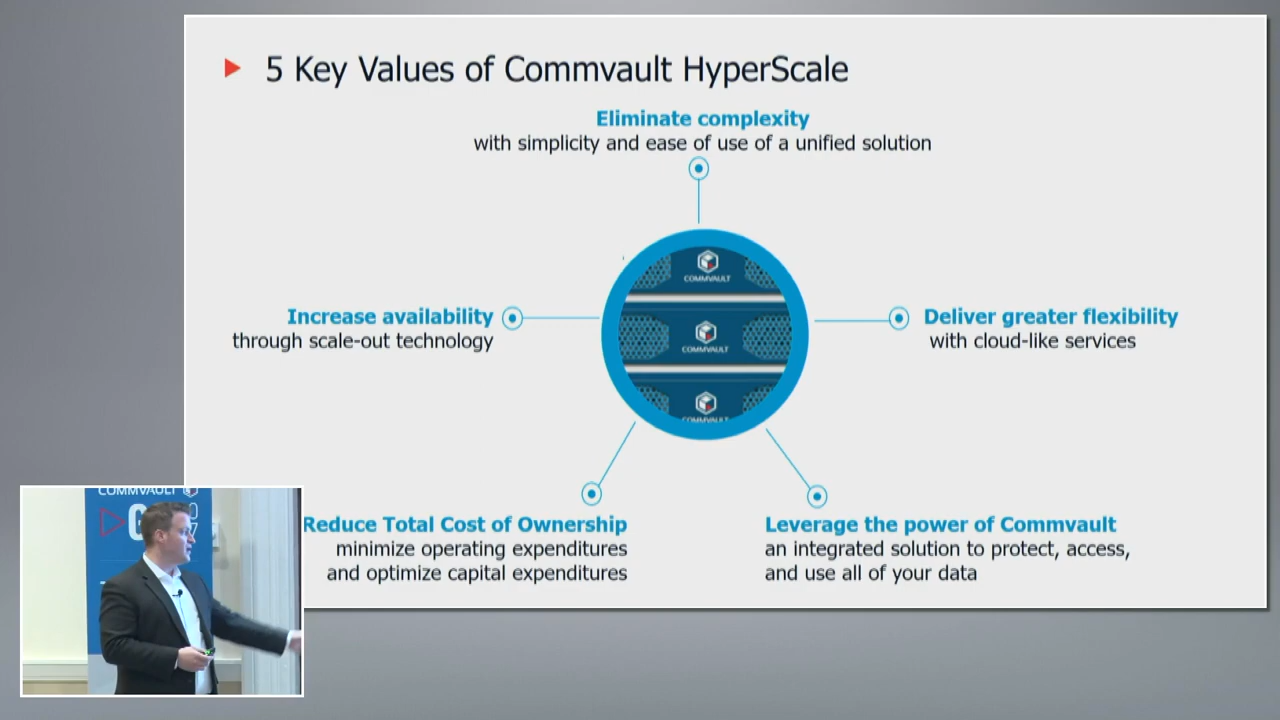 5 Key Values of Commvault HyperScale
Eliminate complexity
with simplicity and ease of use of a unified solution
COMMVAULT
COMMVAULT
COMMVAULT
Increase availability
through scale-out technology
Deliver greater flexibility
with cloud-like services
Reduce Total Cost of Ownership
minimize operating expenditures
and optimize capital expenditures
Leverage the power of Commvault
an integrated solution to protect, access,
and use all of your data
COMMVAULT